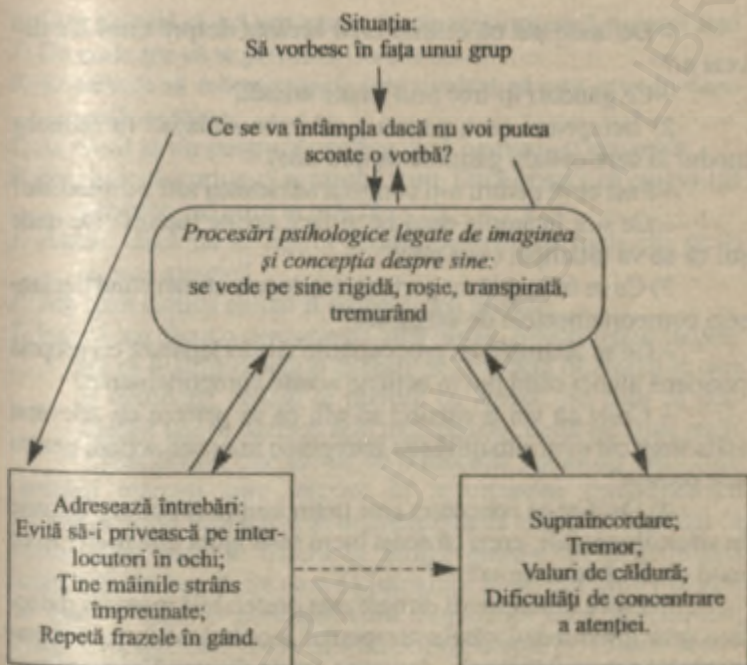 Situația:
Să vorbesc în fața unui grup
Ce se va întâmpla dacă nu voi putea
scoate o vorbă?
Procesări psihologice legate de imaginea
și concepția despre sine:
se vede pe sine rigidă, roșie, transpirată,
tremurând
Adresează întrebări:
Evită să-i privească pe inter-
locutori în ochi;
Ține mâinile strâns
împreunate;
Repetă frazele în gând.
Supraîncordare;
Tremor;
Valuri de căldură;
Dificultăți de concentrare
a atenției.